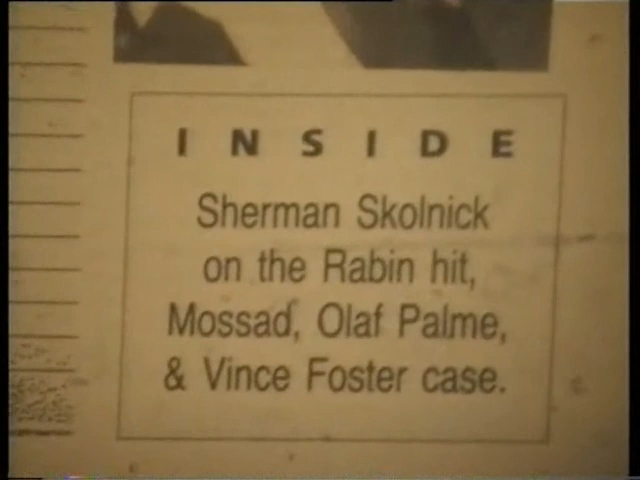 INSIDE
Sherman Skolnick
on the Rabin hit,
Mossad, Olaf Palme,
& Vince Foster case.